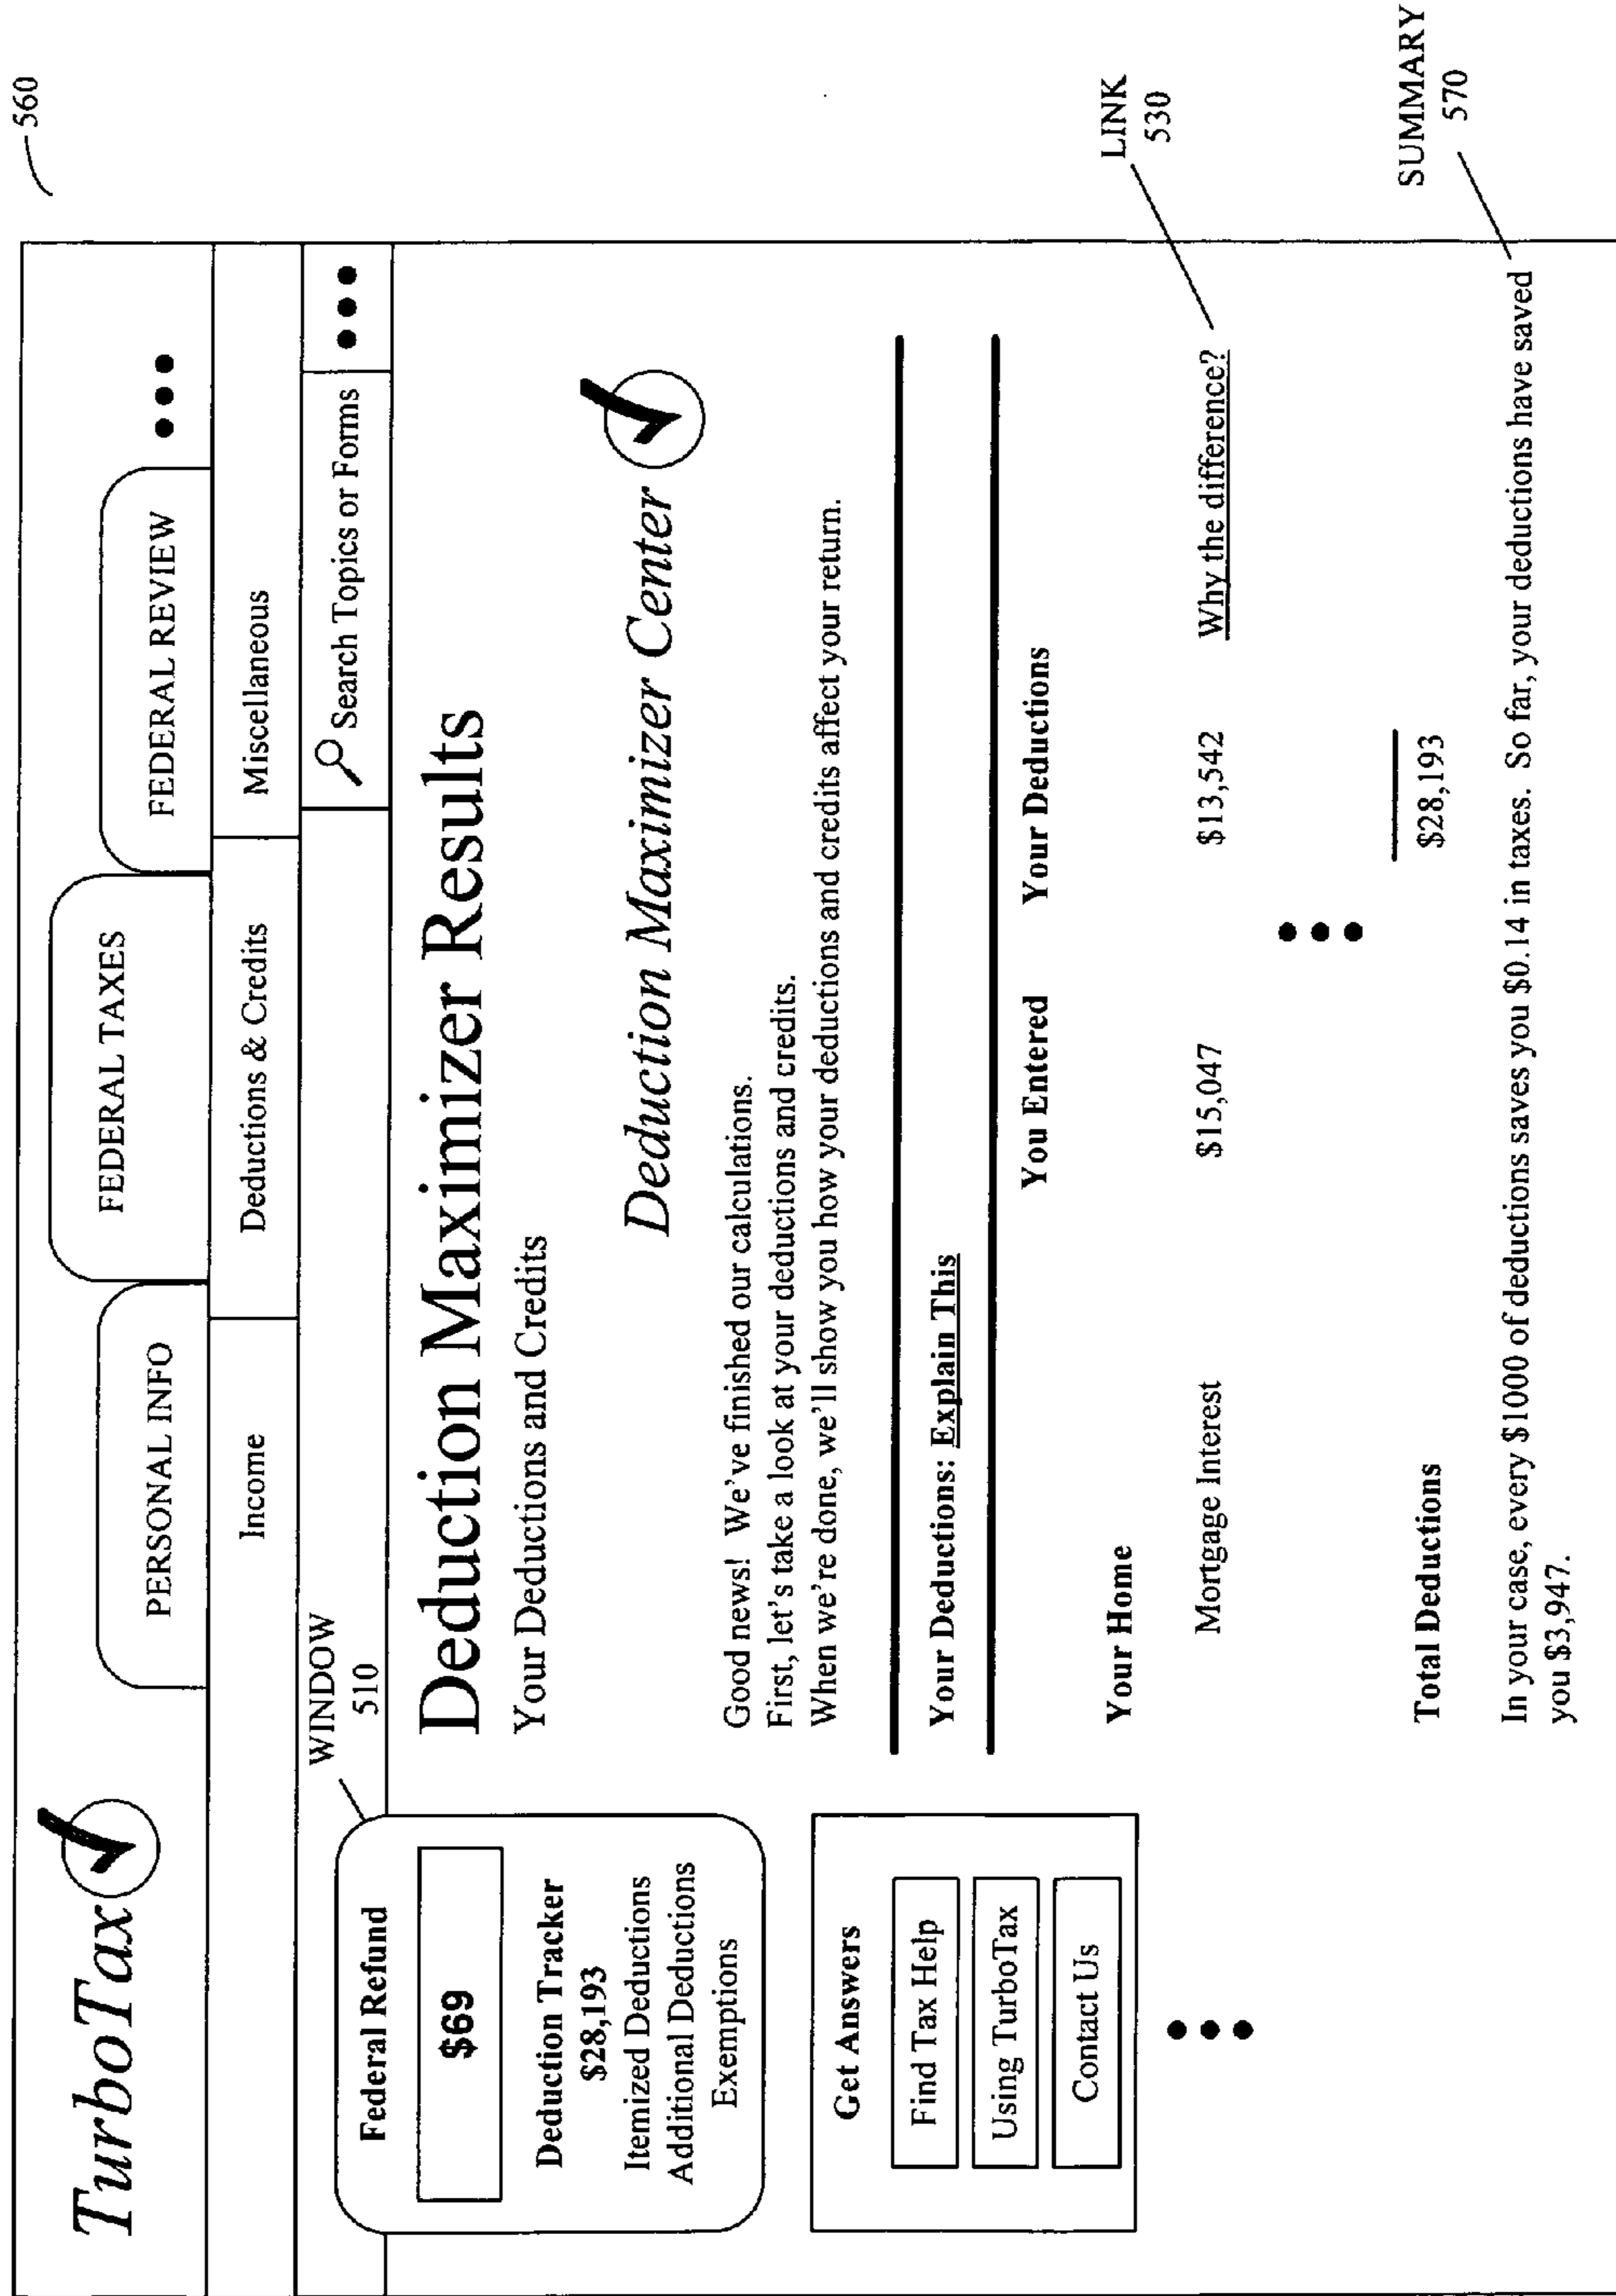 560
TurboTax
PERSONAL INFO
FEDERAL TAXES
FEDERAL REVIEW
Income
Deductions & Credits
Miscellaneous
Search Topics or Forms
WINDOW
510
Federal Refund
$69
Deduction Tracker
$28,193
Itemized Deductions
Additional Deductions
Exemptions
Get Answers
Find Tax Help
Using TurboTax
Contact Us
Deduction Maximizer Results
Your Deductions and Credits
Deduction Maximizer Center
Good news! We've finished our calculations.
First, let's take a look at your deductions and credits.
When we're done, we'll show you how your deductions and credits affect your return.
Your Deductions: Explain This
You Entered Your Deductions
Your Home
Mortgage Interest $15,047 $13,542 Why the difference?
LINK
530
Total Deductions $28,193
SUMMARY
570
In your case, every $1000 of deductions saves you $0.14 in taxes. So far, your deductions have saved
you $3,947.